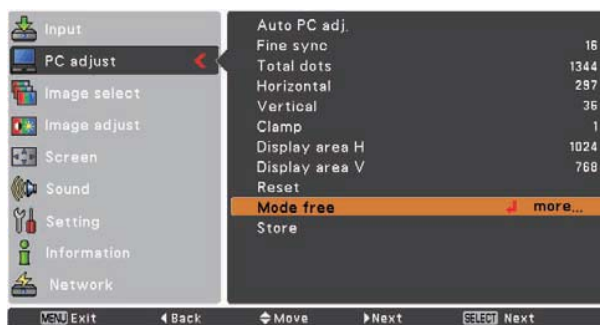 Input
PC adjust
Image select
Image adjust
Screen
Sound
Setting
Information
Network
Auto PC adj.
Fine sync 16
Total dots 1344
Horizontal 297
Vertical 36
Clamp 1
Display area H 1024
Display area V 768
Reset
Mode free more...
Store
MENU Exit Back Move Next SELECT Next